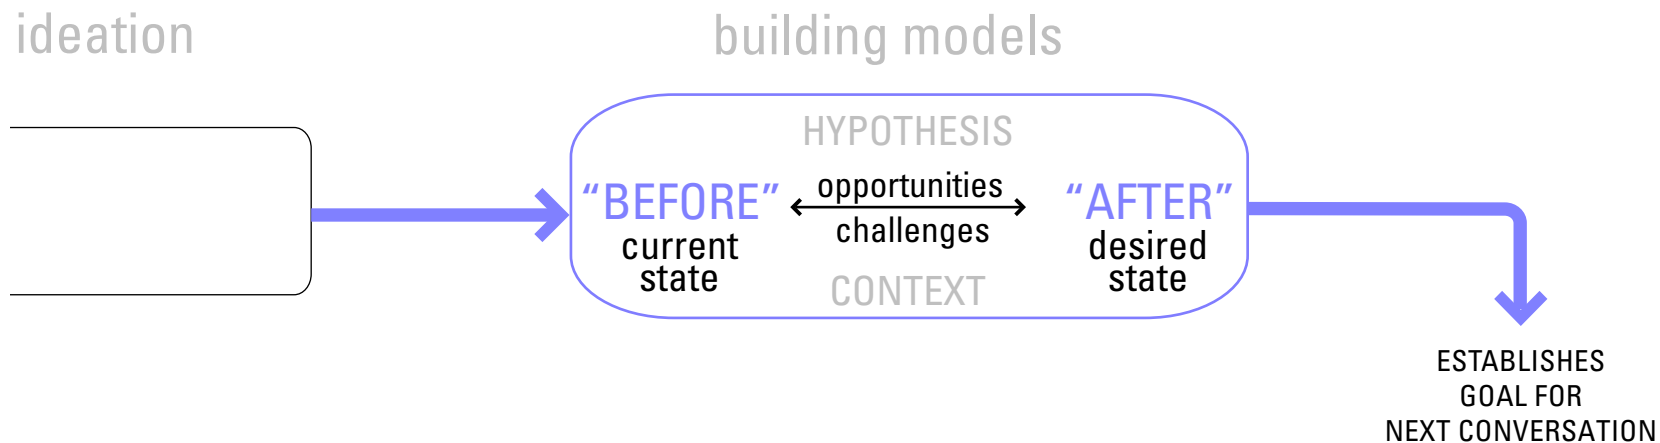 ideation
building models
HYPOTHESIS
“BEFORE”
current
state
opportunities
challenges
“AFTER”
desired
state
CONTEXT
ESTABLISHES
GOAL FOR
NEXT CONVERSATION